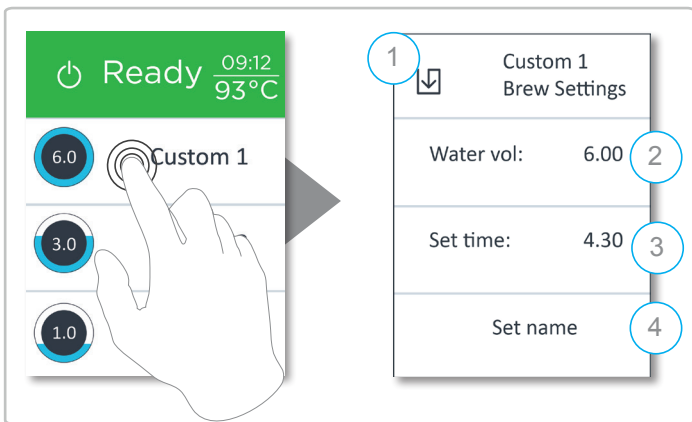 Ready
09:12
93°C
6.0
Custom 1
3.0
1.0
1
Custom 1
Brew Settings
Water vol: 6.00
2
Set time: 4.30
3
Set name
4